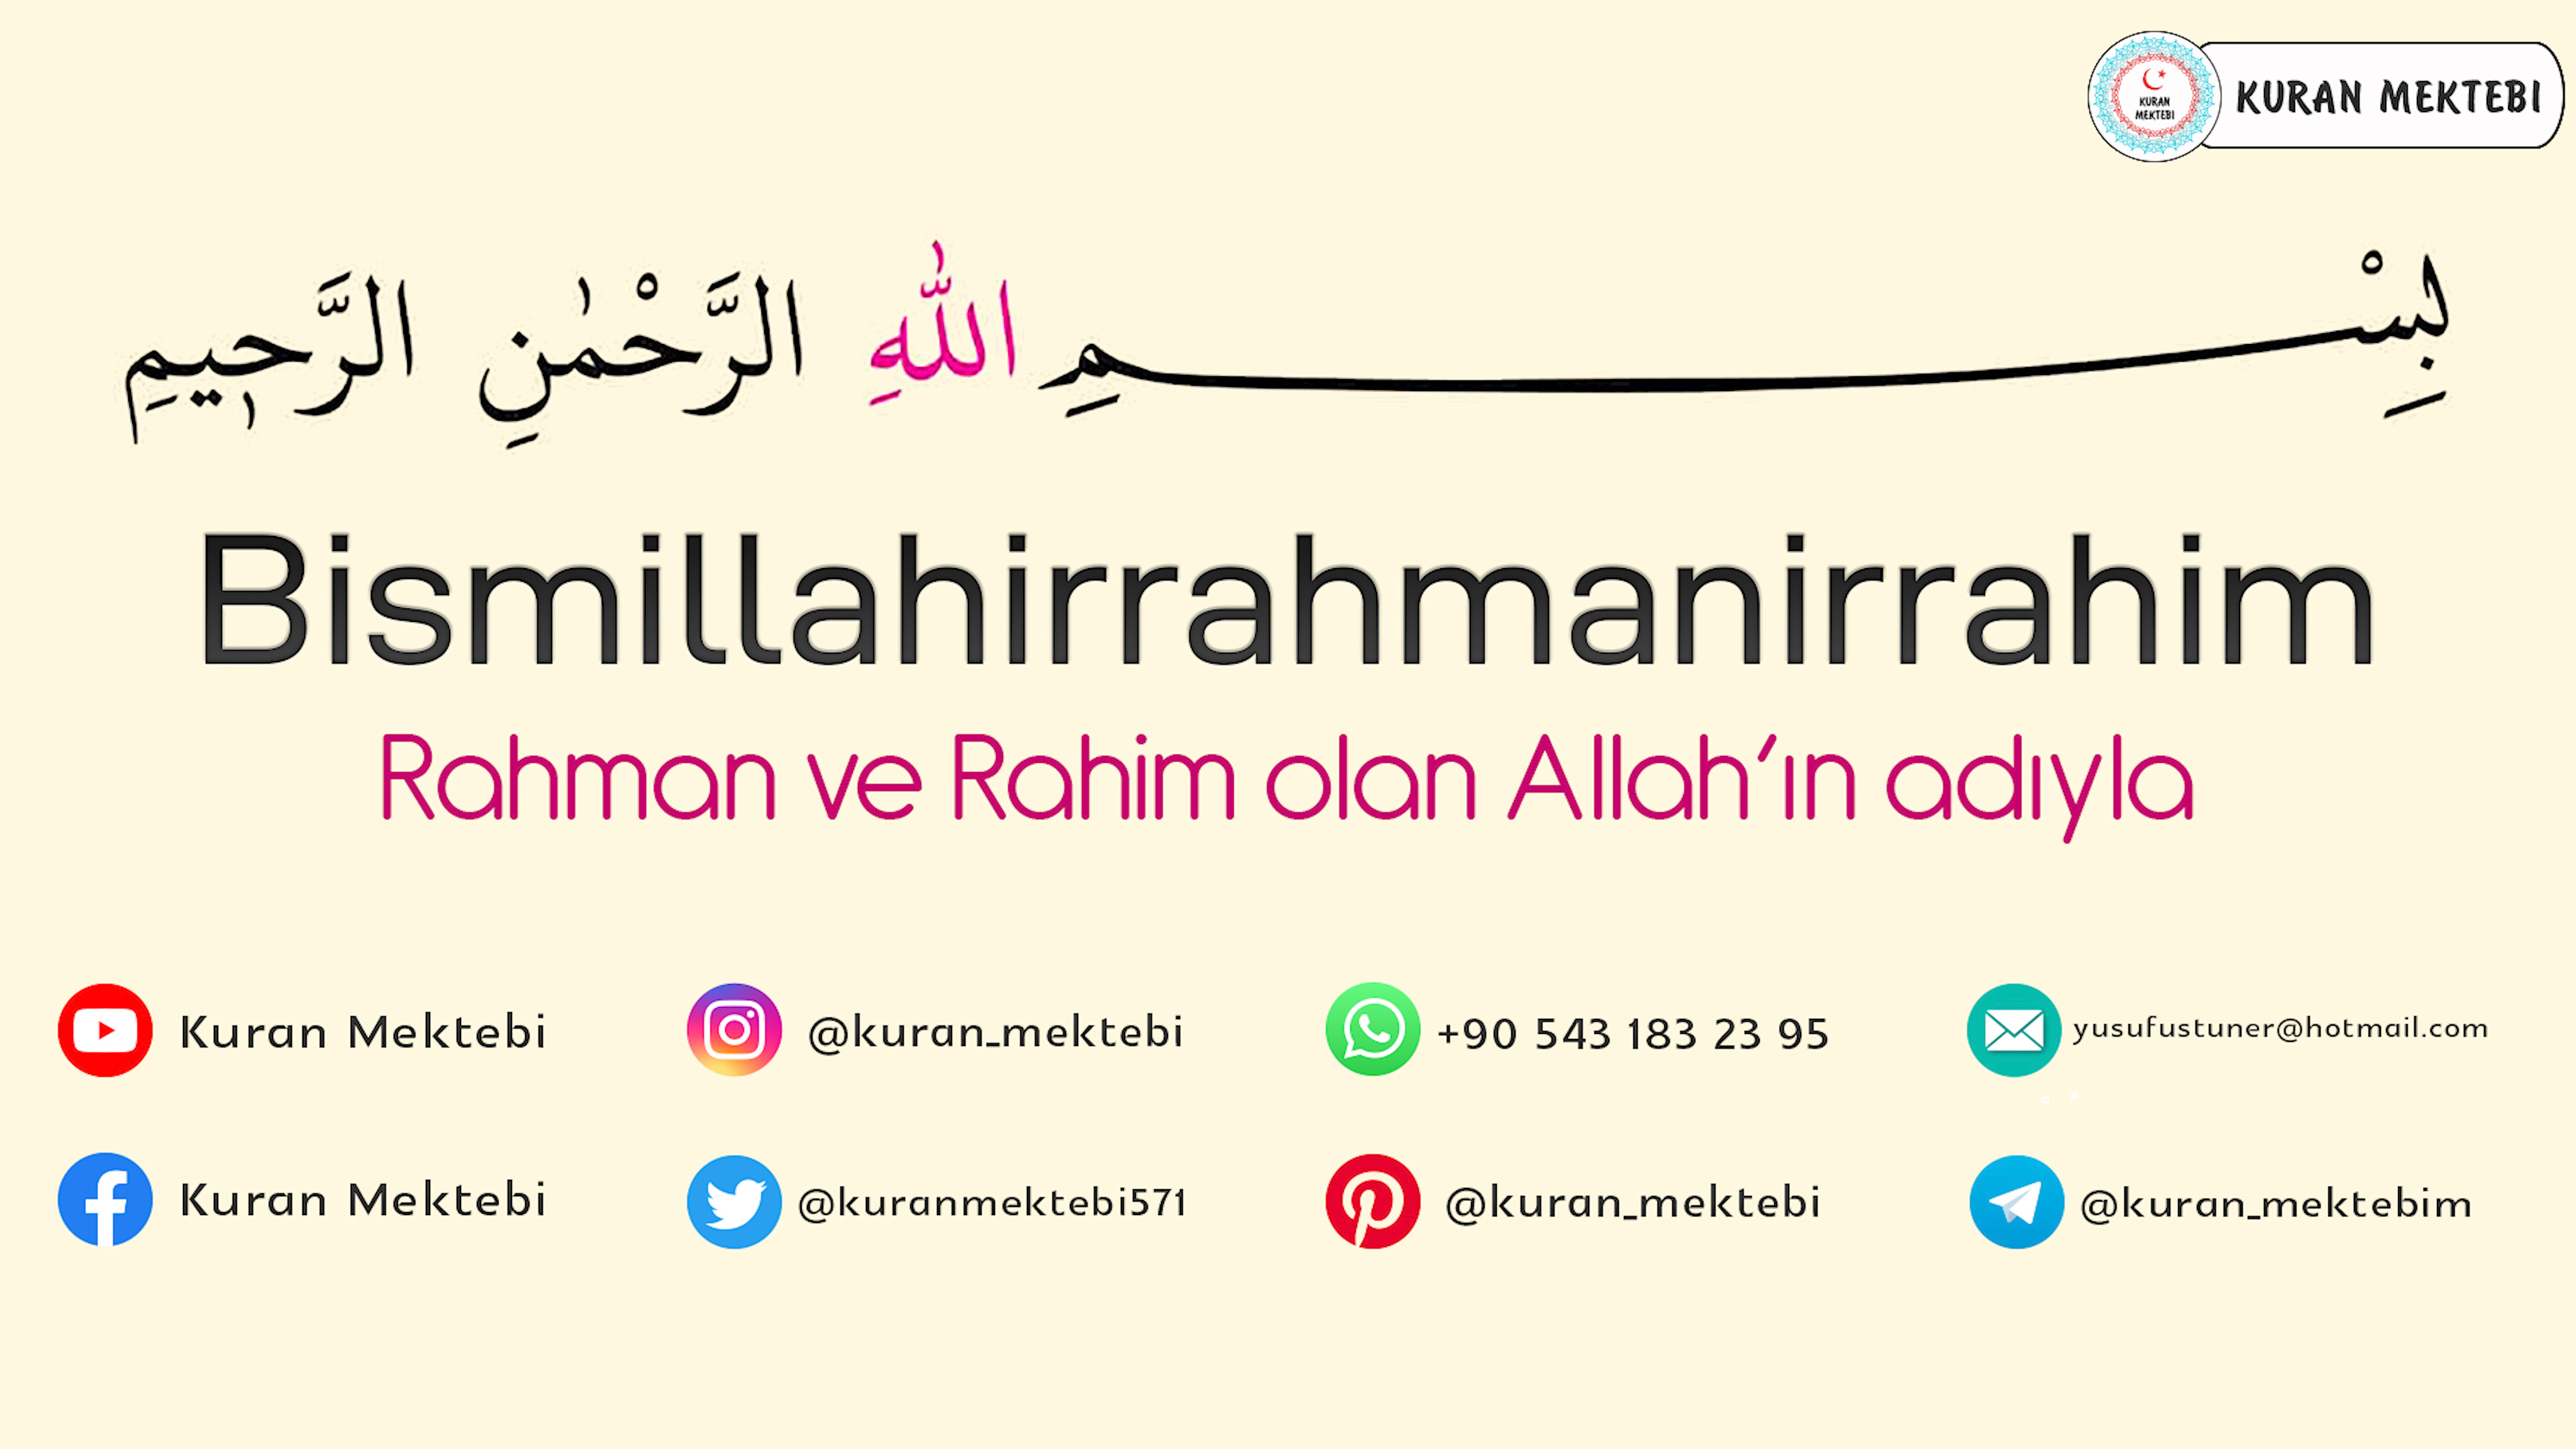 KURAN MEKTEBI
KURAN
MEKTEBI
بِسْمِ اللّٰهِ الرَّحْمٰنِ الرَّح۪يمِ
Bismillahirrahmanirrahim
Rahman ve Rahim olan Allah'ın adıyla
Kuran Mektebi
@kuran_mektebi
+90 543 183 23 95
yusufustuner@hotmail.com
Kuran Mektebi
@kuranmektebi571
@kuran_mektebi
@kuran_mektebim